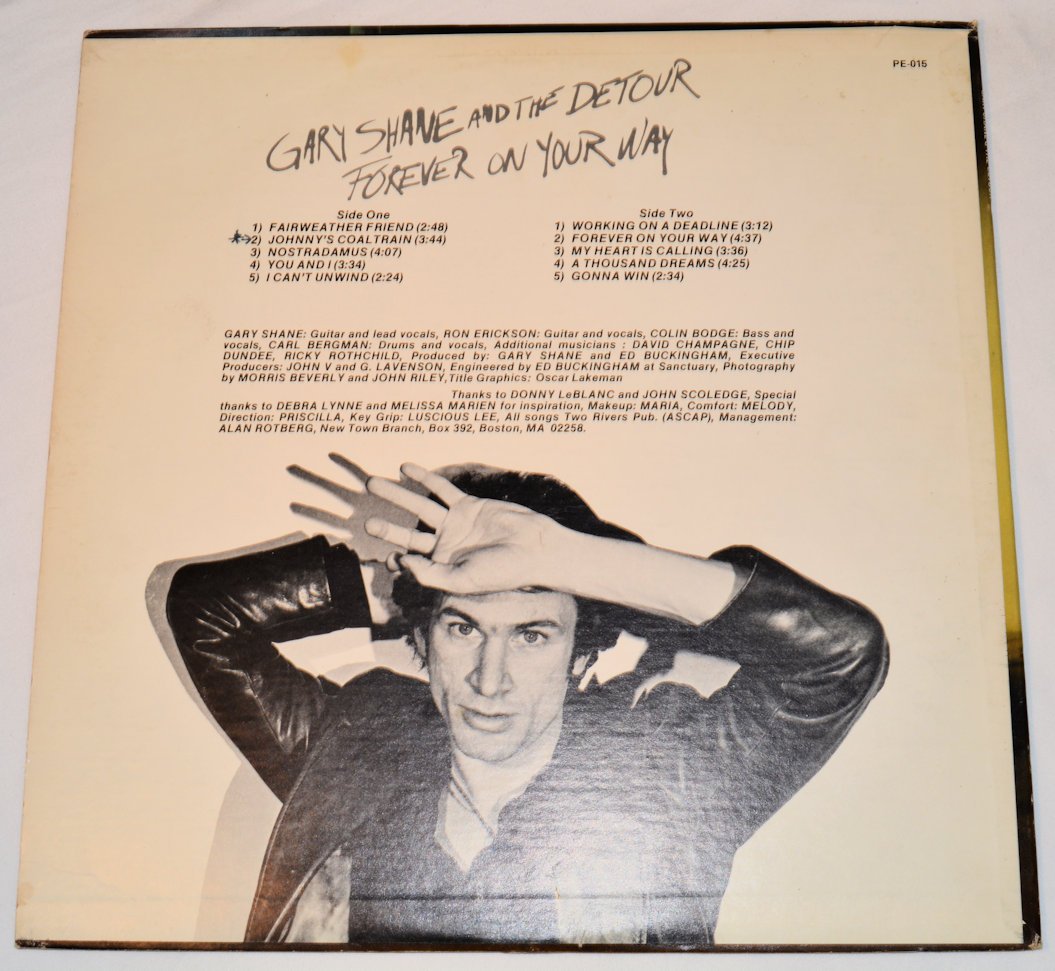 PE-015
GARY SHANE AND THE DETOUR
FOREVER ON YOUR WAY
Side One
1) FAIRWEATHER FRIEND (2:48)
2) JOHNNY'S COALTRAIN (3:44)
3) NOSTRADAMUS (4:07)
4) YOU AND I (3:34)
5) I CAN'T UNWIND (2:24)
Side Two
1) WORKING ON A DEADLINE (3:12)
2) FOREVER ON YOUR WAY (4:37)
3) MY HEART IS CALLING (3:36)
4) A THOUSAND DREAMS (4:25)
5) GONNA WIN (2:34)
GARY SHANE: Guitar and lead vocals, RON ERICKSON: Guitar and vocals, COLIN BODGE: Bass and
vocals, CARL BERGMAN: Drums and vocals, Additional musicians : DAVID CHAMPAGNE, CHIP
DUNDEE, RICKY ROTHCHILD, Produced by: GARY SHANE and ED BUCKINGHAM, Executive
Producers: JOHN V and G. LAVENSON, Engineered by ED BUCKINGHAM at Sanctuary, Photography
by MORRIS BEVERLY and JOHN RILEY, Title Graphics: Oscar Lakeman
Thanks to DONNY LeBLANC and JOHN SCOLEDGE, Special
thanks to DEBRA LYNNE and MELISSA MARIEN for inspiration, Makeup: MARIA, Comfort: MELODY,
Direction: PRISCILLA, Key Grip: LUSCIOUS LEE, All songs Two Rivers Pub. (ASCAP), Management:
ALAN ROTBERG, New Town Branch, Box 392, Boston, MA 02258.